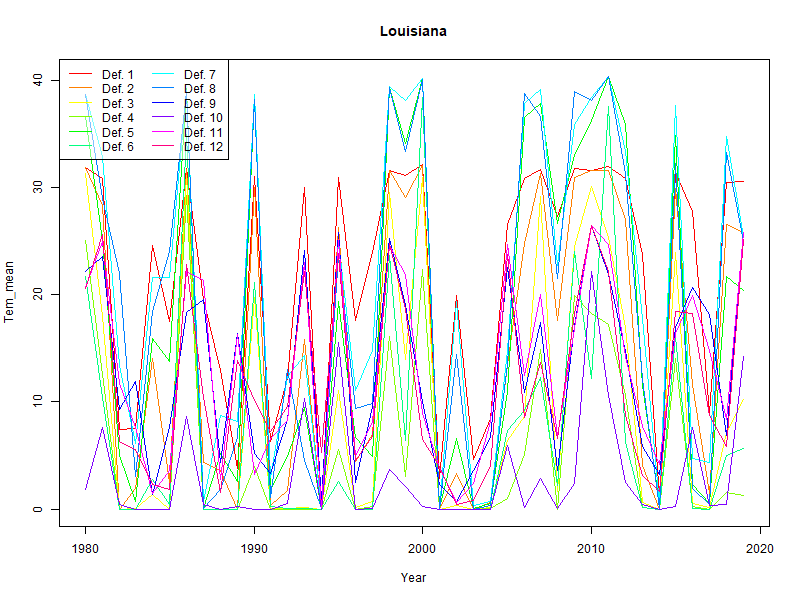 Louisiana
Tem_mean
40
30
20
10
0
Def. 1
Def. 2
Def. 3
Def. 4
Def. 5
Def. 6
Def. 7
Def. 8
Def. 9
Def. 10
Def. 11
Def. 12
1980
1990
2000
2010
2020
Year